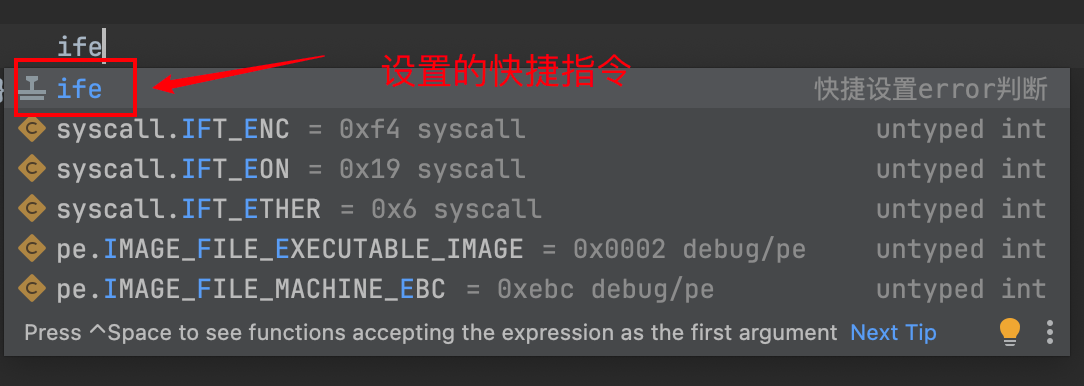 ife
设置的快捷指令
ife 快捷设置error判断
C syscall.IFT_ENC = 0xf4 syscall untyped int
C syscall.IFT_EON = 0x19 syscall untyped int
C syscall.IFT_ETHER = 0x6 syscall untyped int
C pe.IMAGE_FILE_EXECUTABLE_IMAGE = 0x0002 debug/pe untyped int
C pe.IMAGE_FILE_MACHINE_EBC = 0xebc debug/pe untyped int
Press ^Space to see functions accepting the expression as the first argument Next Tip